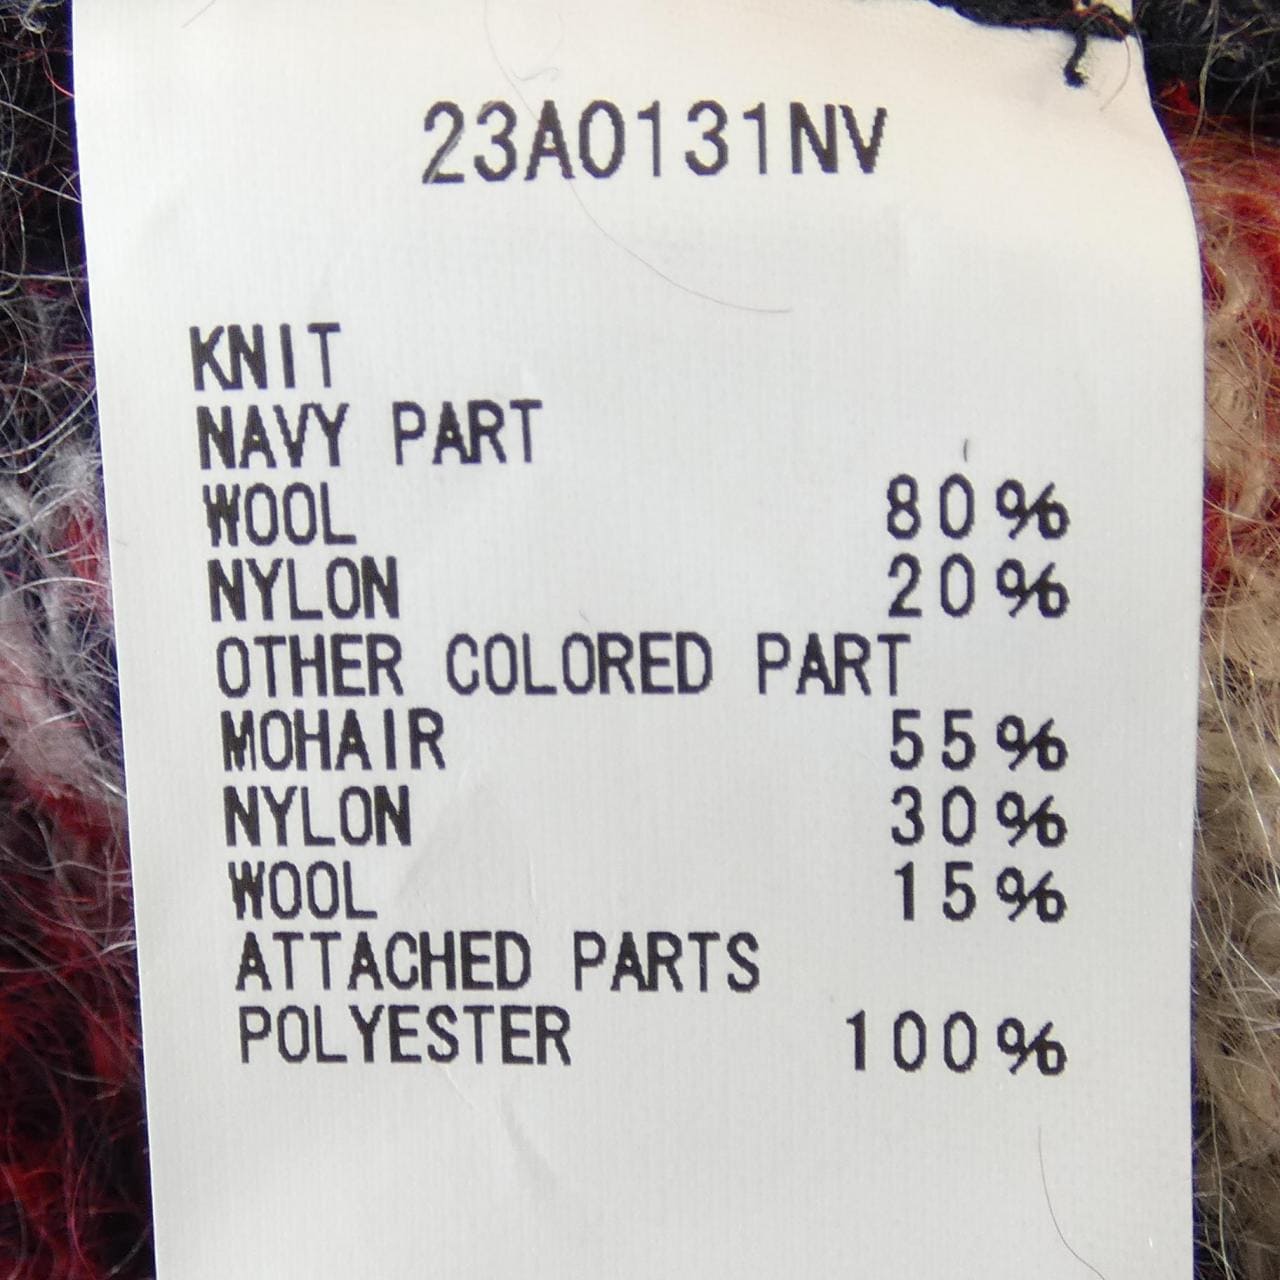 23A0131NV
KNIT
NAVY PART
WOOL 80%
NYLON 20%
OTHER COLORED PART
MOHAIR 55%
NYLON 30%
WOOL 15%
ATTACHED PARTS
POLYESTER 100%